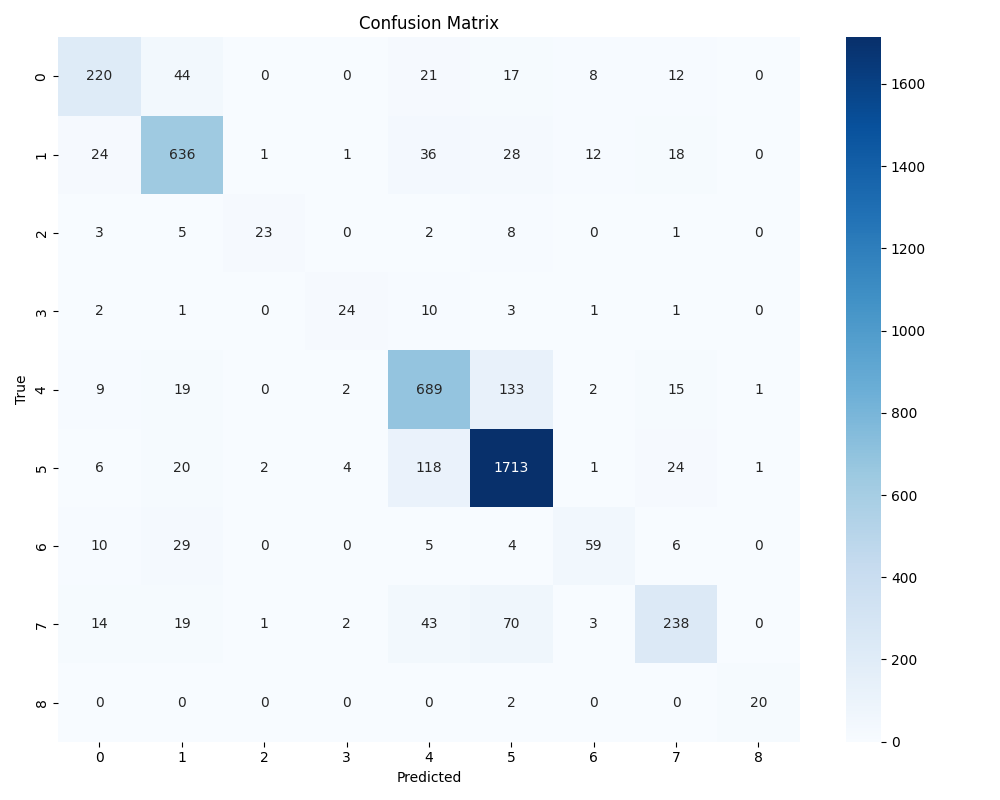 Confusion Matrix
0 220 44 0 0 21 17 8 12 0
1 24 636 1 1 36 28 12 18 0
2 3 5 23 0 2 8 0 1 0
3 2 1 0 24 10 3 1 1 0
4 9 19 0 2 689 133 2 15 1
5 6 20 2 4 118 1713 1 24 1
6 10 29 0 0 5 4 59 6 0
7 14 19 1 2 43 70 3 238 0
8 0 0 0 0 0 2 0 0 20
0 1 2 3 4 5 6 7 8
True
Predicted
1600
1400
1200
1000
800
600
400
200
0